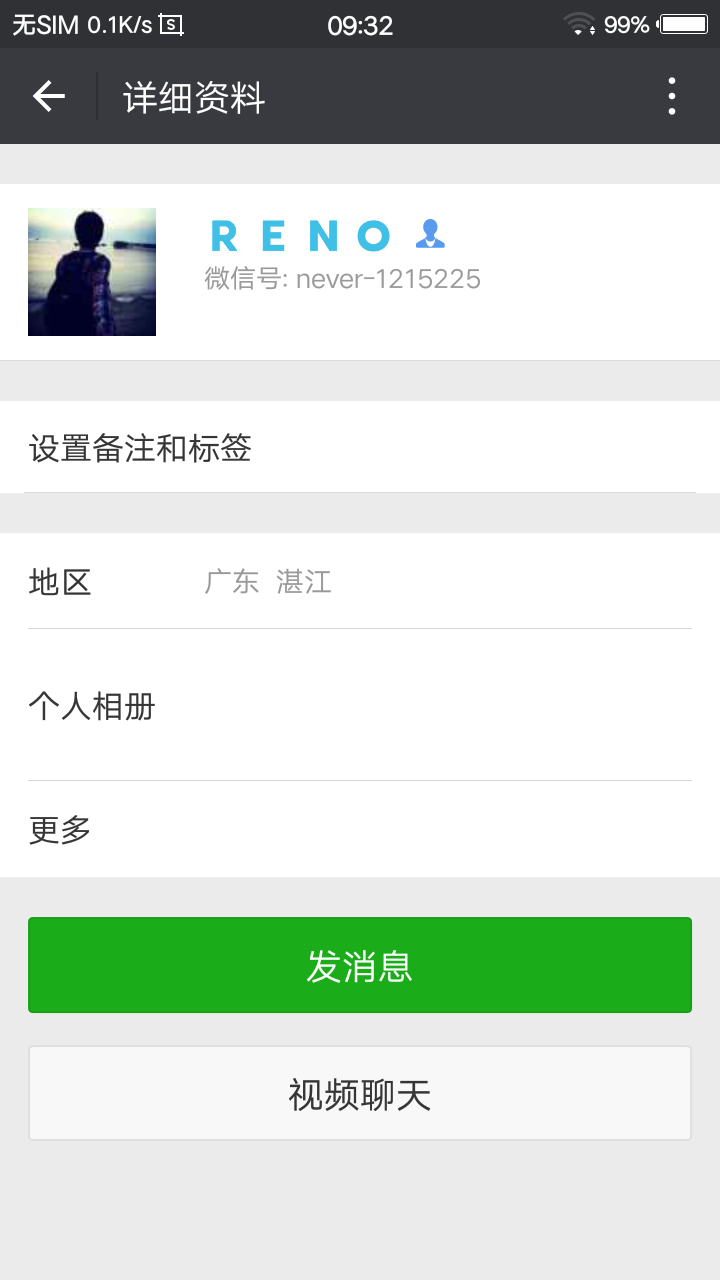 无SIM 0.1K/s S 09:32 99%
详细资料
RENO
微信号: never-1215225
设置备注和标签
地区 广东 湛江
个人相册
更多
发消息
视频聊天